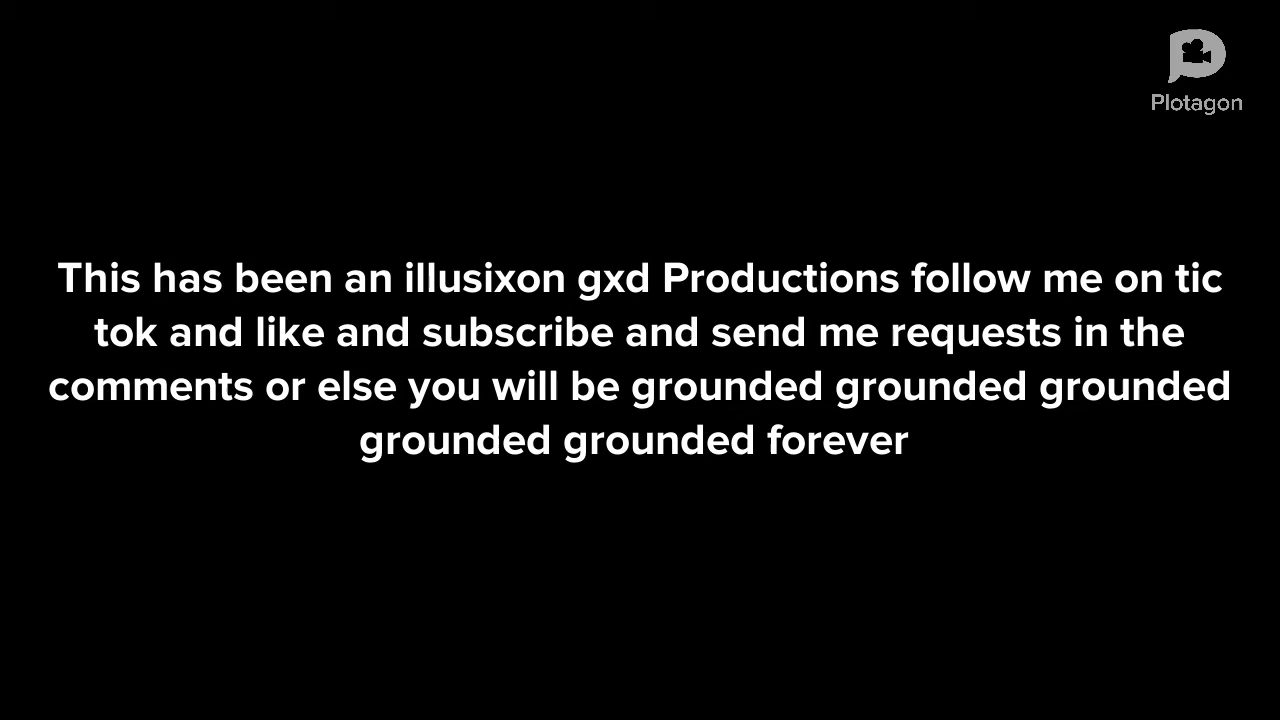 Plotagon
This has been an illusixon gxd Productions follow me on tic
tok and like and subscribe and send me requests in the
comments or else you will be grounded grounded grounded
grounded grounded forever